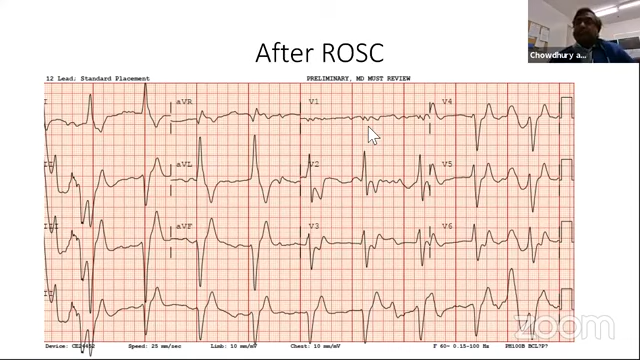 After ROSC
Chowdhury a...
12 Lead; Standard Placement
PRELIMINARY, MD MUST REVIEW
I
aVR
V1
V4
II
aVL
V2
V5
III
aVF
V3
V6
II
Speed: 25 mm/sec
Limb: 10 mm/mV
Chest: 10 mm/mV
F 60~ 0.15-100 Hz
zoom